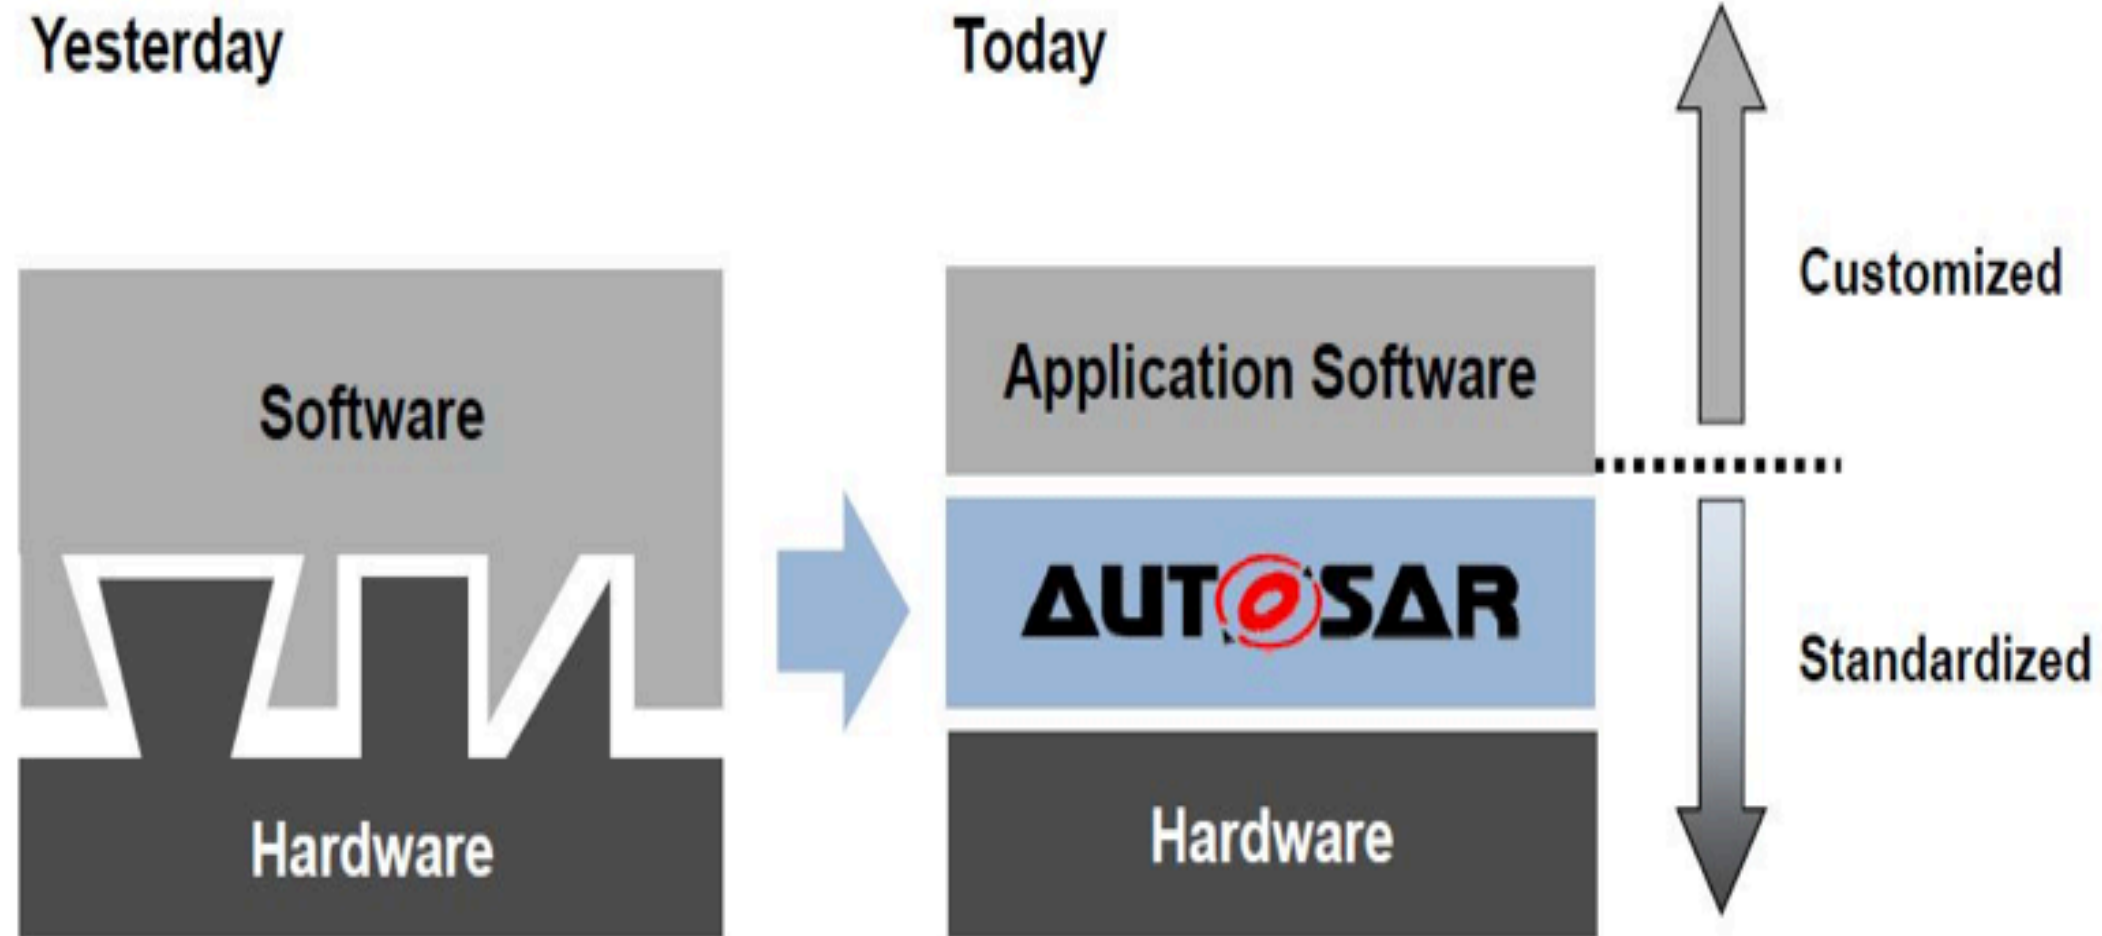 Yesterday
Today
Customized
Application Software
Software
AUTOSAR
Standardized
Hardware
Hardware